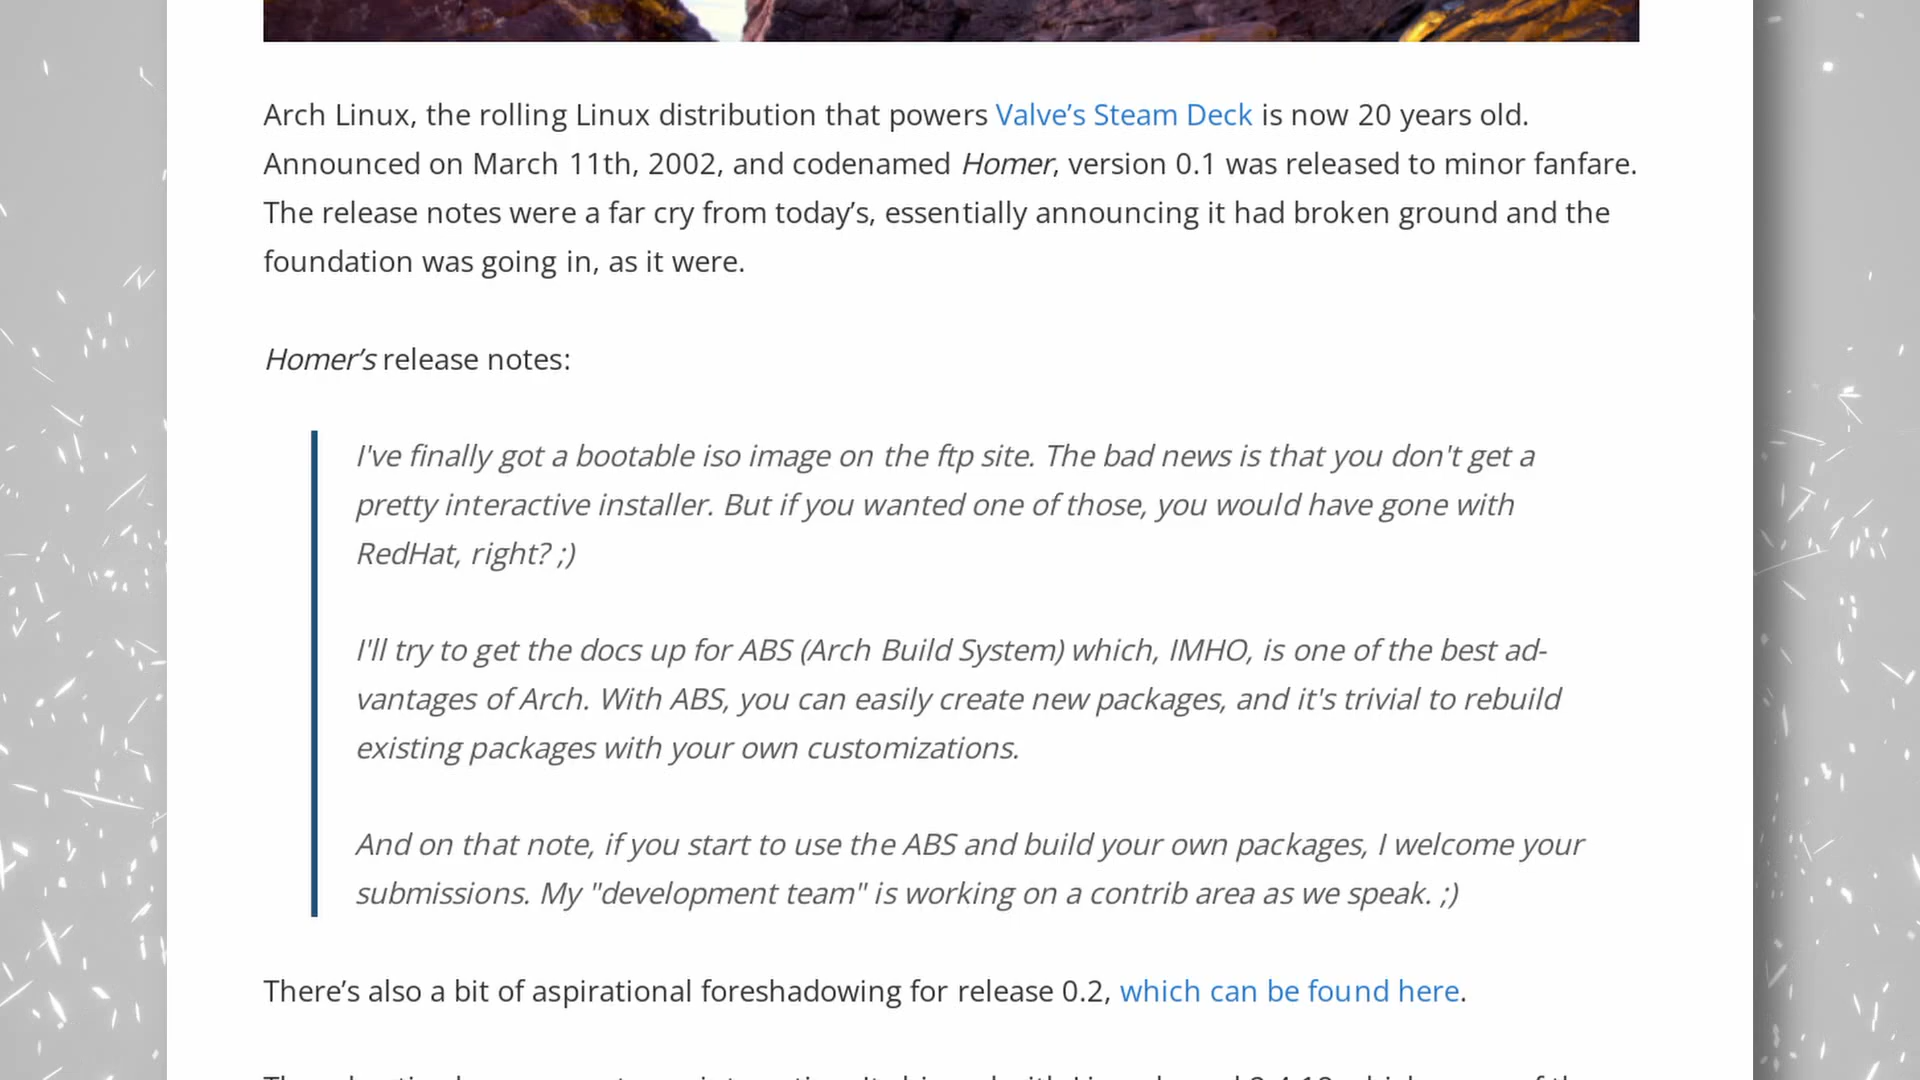 Arch Linux, the rolling Linux distribution that powers Valve’s Steam Deck is now 20 years old.
Announced on March 11th, 2002, and codenamed Homer, version 0.1 was released to minor fanfare.
The release notes were a far cry from today’s, essentially announcing it had broken ground and the
foundation was going in, as it were.
Homer’s release notes:
I've finally got a bootable iso image on the ftp site. The bad news is that you don't get a
pretty interactive installer. But if you wanted one of those, you would have gone with
RedHat, right? ;)
I'll try to get the docs up for ABS (Arch Build System) which, IMHO, is one of the best ad-
vantages of Arch. With ABS, you can easily create new packages, and it's trivial to rebuild
existing packages with your own customizations.
And on that note, if you start to use the ABS and build your own packages, I welcome your
submissions. My "development team" is working on a contrib area as we speak. ;)
There’s also a bit of aspirational foreshadowing for release 0.2, which can be found here.